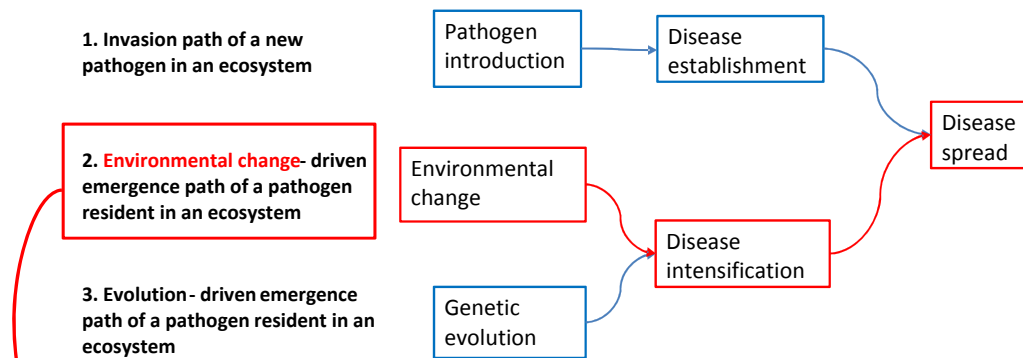 1. Invasion path of a new
pathogen in an ecosystem
Pathogen
introduction
Disease
establishment
Disease
spread
2. Environmental change- driven
emergence path of a pathogen
resident in an ecosystem
Environmental
change
Disease
intensification
3. Evolution - driven emergence
path of a pathogen resident in an
ecosystem
Genetic
evolution